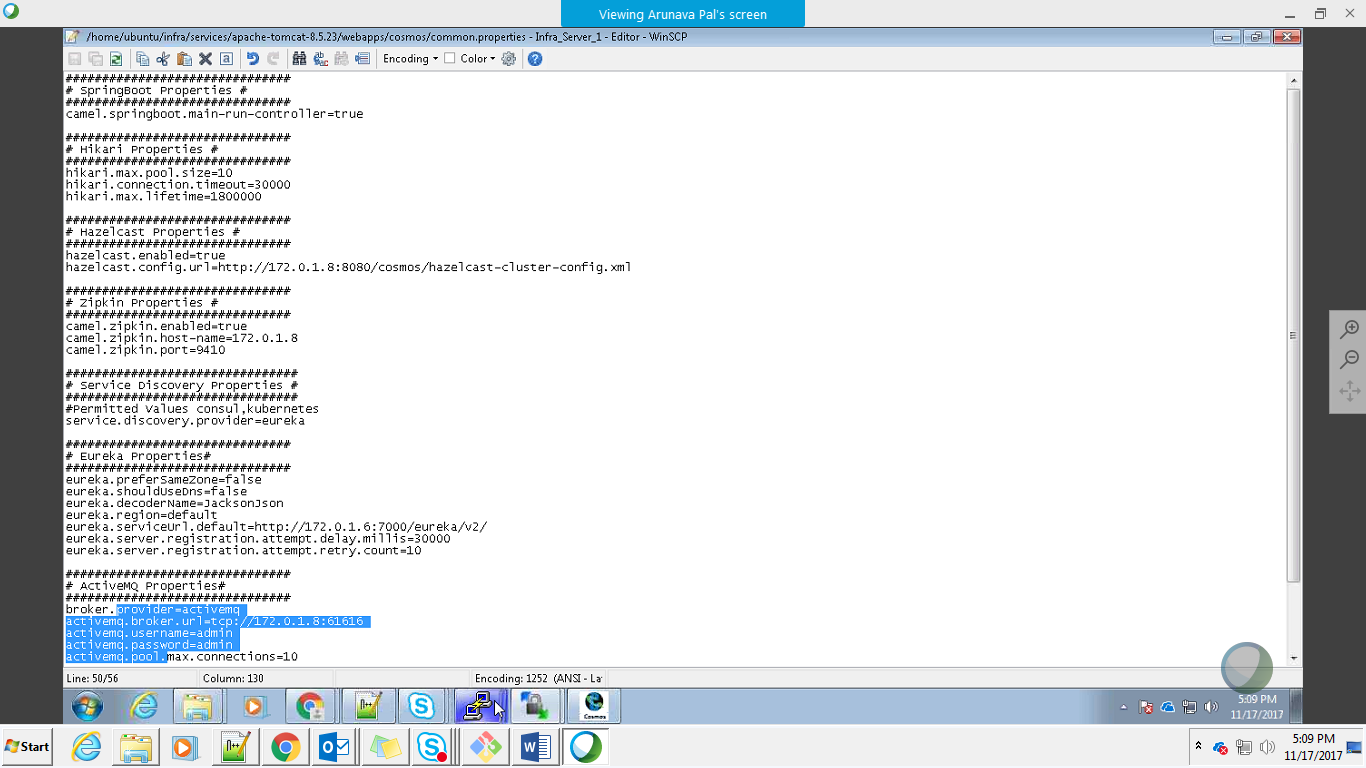 Viewing Arunava Pal's screen
/home/ubuntu/infra/services/apache-tomcat-8.5.23/webapps/cosmos/common.properties - Infra_Server_1 - Editor - WinSCP
Encoding Color
##############################
# SpringBoot Properties #
##############################
camel.springboot.main-run-controller=true
##############################
# Hikari Properties #
##############################
hikari.max.pool.size=10
hikari.connection.timeout=30000
hikari.max.lifetime=1800000
##############################
# Hazelcast Properties #
##############################
hazelcast.enabled=true
hazelcast.config.url=http://172.0.1.8:8080/cosmos/hazelcast-cluster-config.xml
##############################
# Zipkin Properties #
##############################
camel.zipkin.enabled=true
camel.zipkin.host-name=172.0.1.8
camel.zipkin.port=9410
###############################
# Service Discovery Properties #
###############################
#Permitted Values consul,kubernetes
service.discovery.provider=eureka
##############################
# Eureka Properties#
##############################
eureka.preferSameZone=false
eureka.shouldUseDns=false
eureka.decoderName=JacksonJson
eureka.region=default
eureka.serviceUrl.default=http://172.0.1.6:7000/eureka/v2/
eureka.server.registration.attempt.delay.millis=30000
eureka.server.registration.attempt.retry.count=10
##############################
# ActiveMQ Properties#
##############################
broker.provider=activemq
activemq.broker.url=tcp://172.0.1.8:61616
activemq.username=admin
activemq.password=admin
activemq.pool.max.connections=10
Line: 50/56 Column: 130 Encoding: 1252 (ANSI - La
Cosmos
5:09 PM
11/17/2017
Start
5:09 PM
11/17/2017